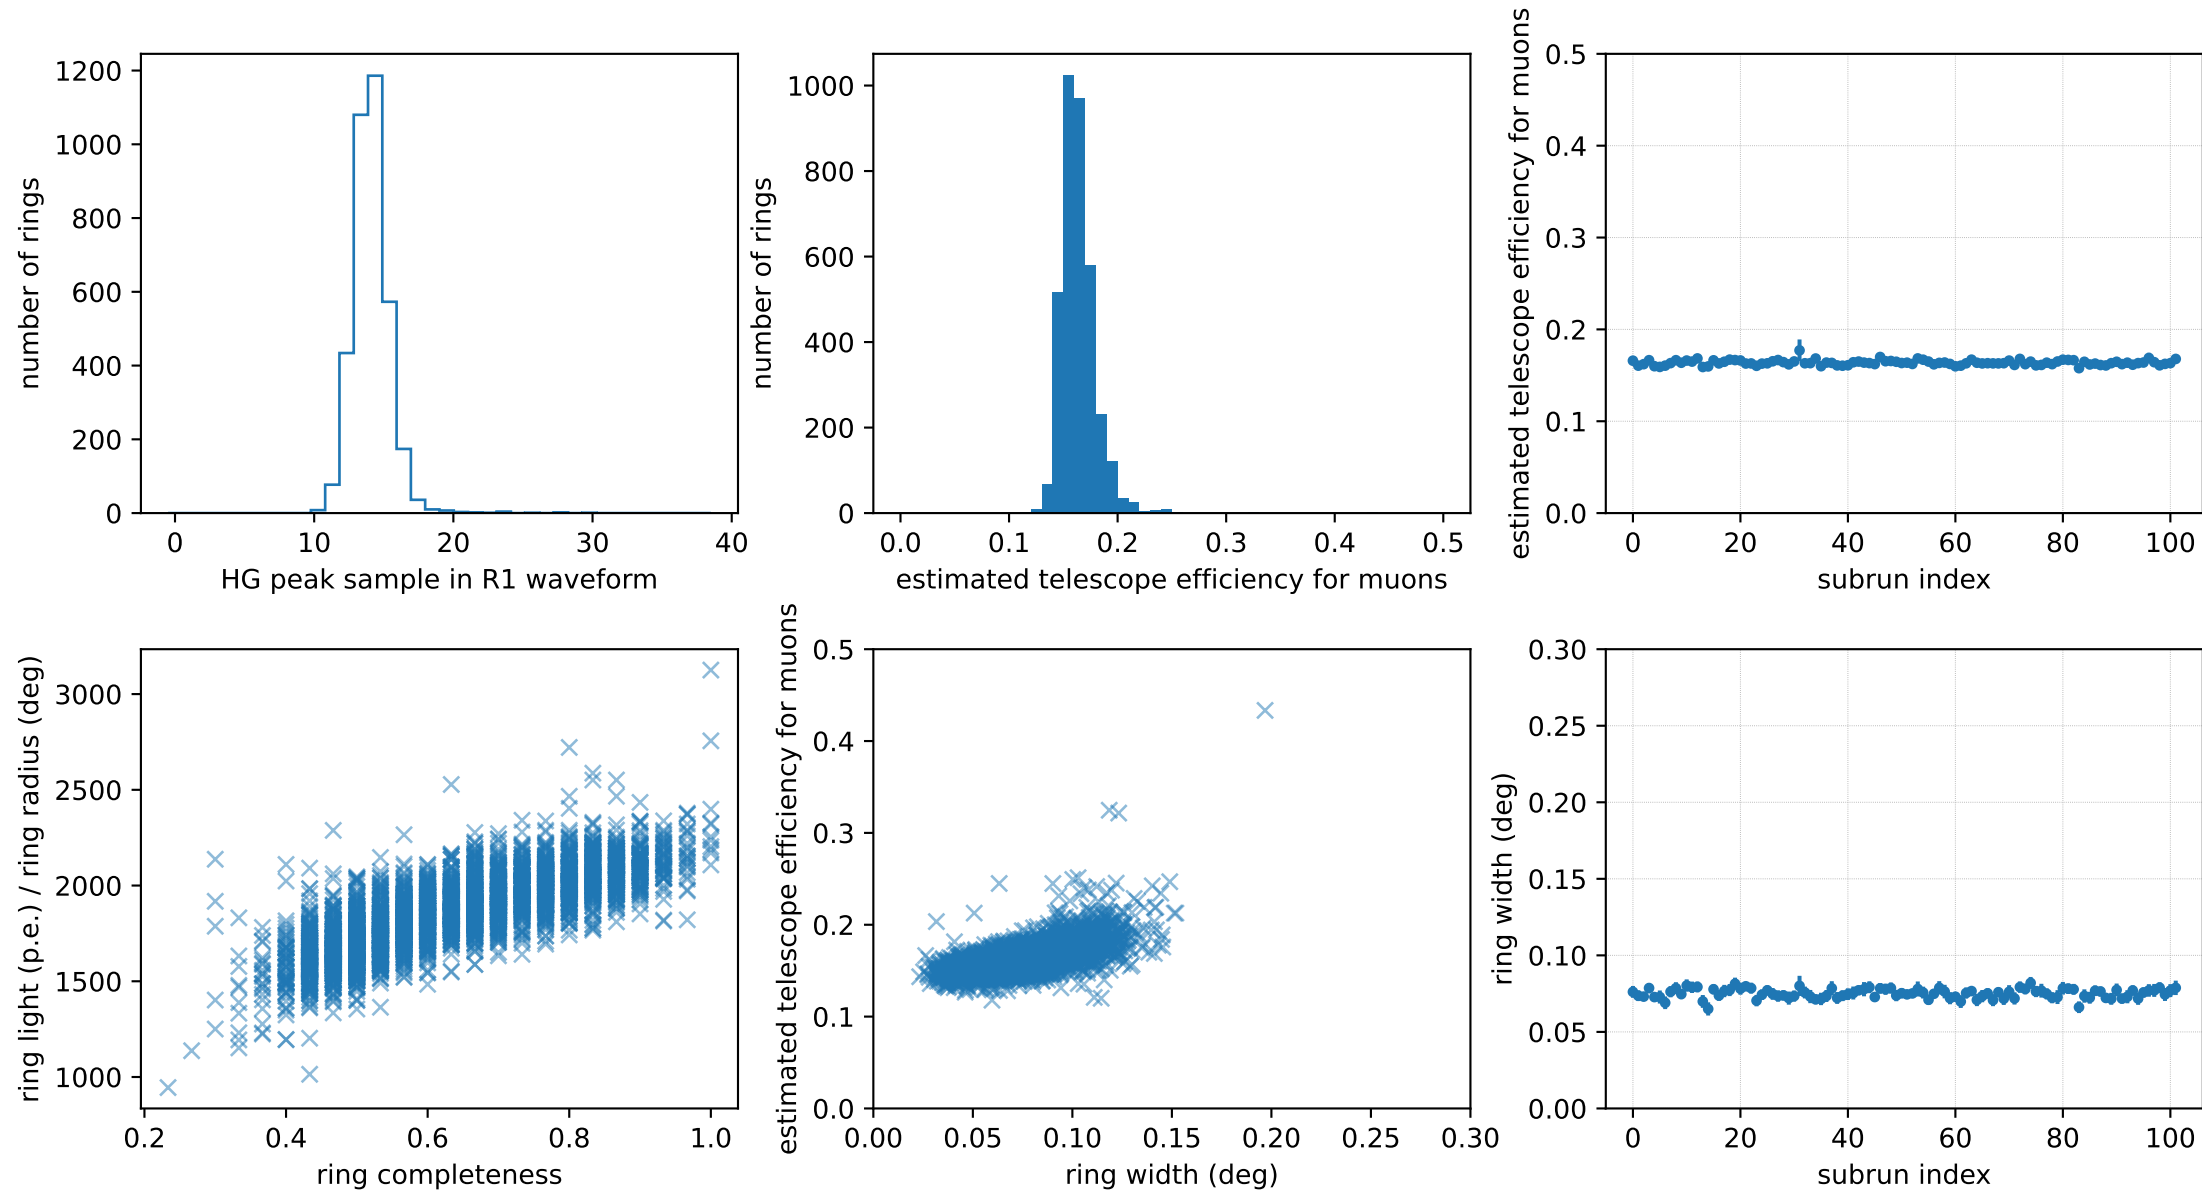 1200
1000
800
600
400
200
0
number of rings
0 10 20 30 40
HG peak sample in R1 waveform
1000
800
600
400
200
0
number of rings
0.0 0.1 0.2 0.3 0.4 0.5
estimated telescope efficiency for muons
0.5
0.4
0.3
0.2
0.1
0.0
estimated telescope efficiency for muons
0 20 40 60 80 100
subrun index
3000
2500
2000
1500
1000
ring light (p.e.) / ring radius (deg)
0.2 0.4 0.6 0.8 1.0
ring completeness
0.5
0.4
0.3
0.2
0.1
0.0
estimated telescope efficiency for muons
0.00 0.05 0.10 0.15 0.20 0.25 0.30
ring width (deg)
0.30
0.25
0.20
0.15
0.10
0.05
0.00
ring width (deg)
0 20 40 60 80 100
subrun index